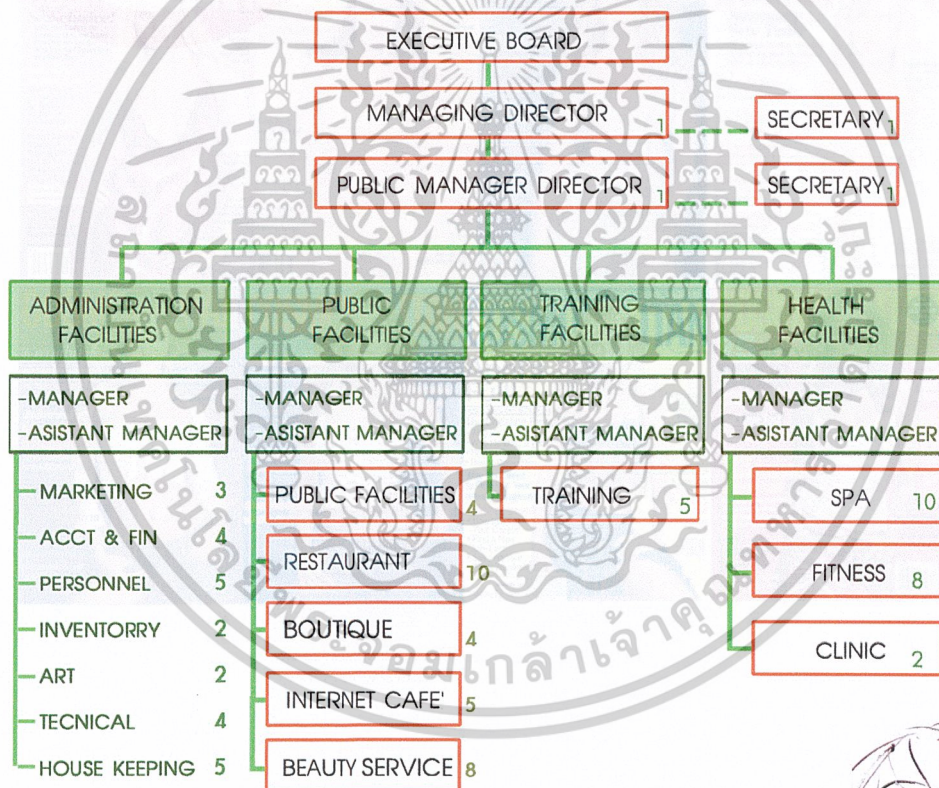 EXECUTIVE BOARD
MANAGING DIRECTOR 1
SECRETARY 1
PUBLIC MANAGER DIRECTOR 1
SECRETARY 1
ADMINISTRATION
FACILITIES
-MANAGER
-ASISTANT MANAGER
MARKETING 3
ACCT & FIN 4
PERSONNEL 5
INVENTORRY 2
ART 2
TECNICAL 4
HOUSE KEEPING 5
PUBLIC
FACILITIES
-MANAGER
-ASISTANT MANAGER
PUBLIC FACILITIES 4
RESTAURANT 10
BOUTIQUE 4
INTERNET CAFE' 5
BEAUTY SERVICE 8
TRAINING
FACILITIES
-MANAGER
-ASISTANT MANAGER
TRAINING 5
HEALTH
FACILITIES
-MANAGER
-ASISTANT MANAGER
SPA 10
FITNESS 8
CLINIC 2